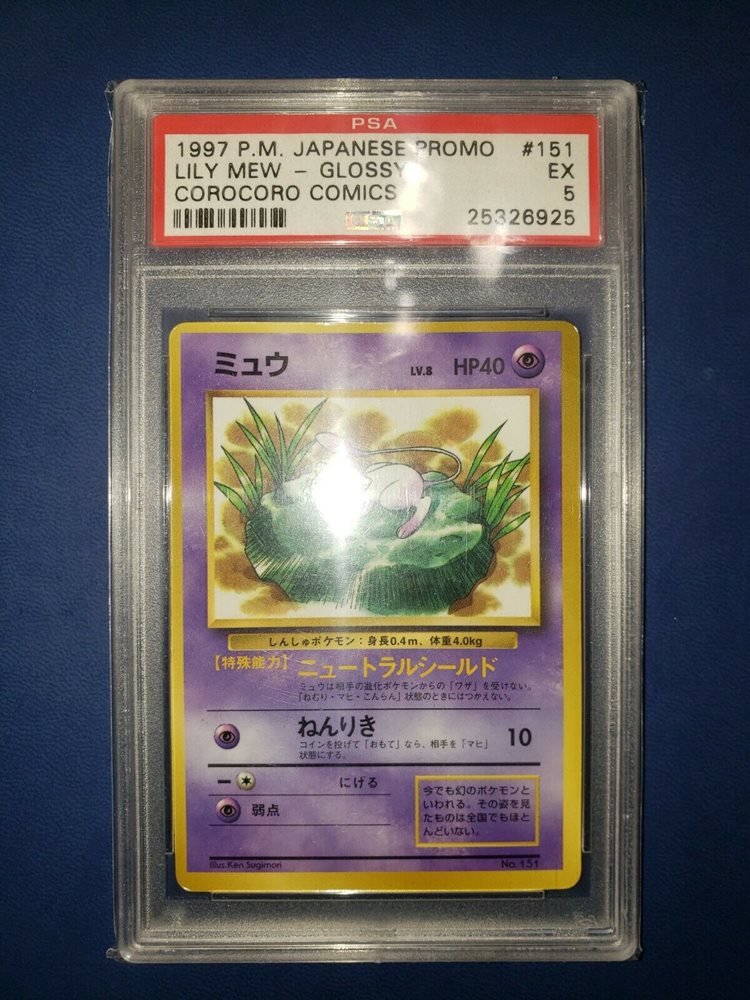 PSA
1997 P.M. JAPANESE PROMO #151
LILY MEW - GLOSSY EX
COROCORO COMICS 5
25326925
ミュウ LV.8 HP40
しんしゅポケモン:身長0.4m、体重4.0kg
【特殊能力】ニュートラルシールド
ミュウは相手の進化ポケモンからの「ワザ」を受けない。
「ねむり・マヒ・こんらん」状態のときにはつかえない。
ねんりき 10
コインを投げて「おもて」なら、相手を「マヒ」
状態にする。
ー にげる
弱点
今でも幻のポケモンと
いわれる。その姿を見
たものは全国でもほと
んどいない。
Illus.Ken Sugimori No.151